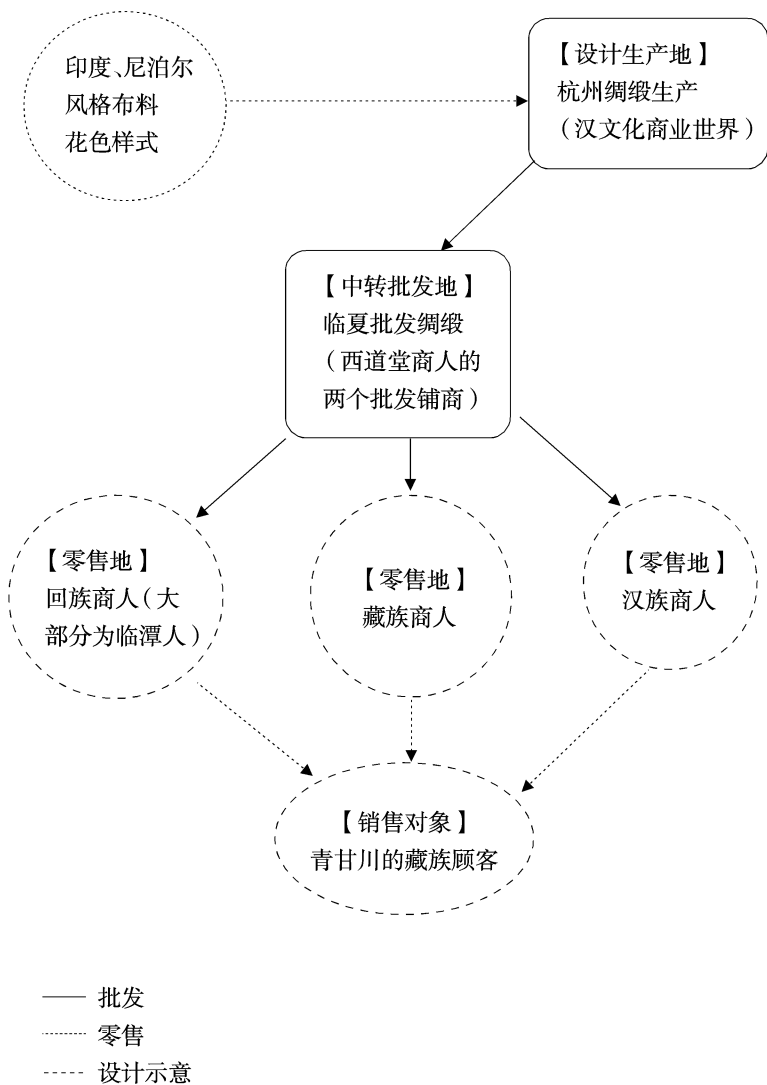 印度、尼泊尔
风格布料
花色样式
【设计生产地】
杭州绸缎生产
（汉文化商业世界）
【中转批发地】
临夏批发绸缎
（西道堂商人的
两个批发铺商）
【零售地】
回族商人（大
部分为临潭人）
【零售地】
藏族商人
【零售地】
汉族商人
【销售对象】
青甘川的藏族顾客
批发
零售
设计示意